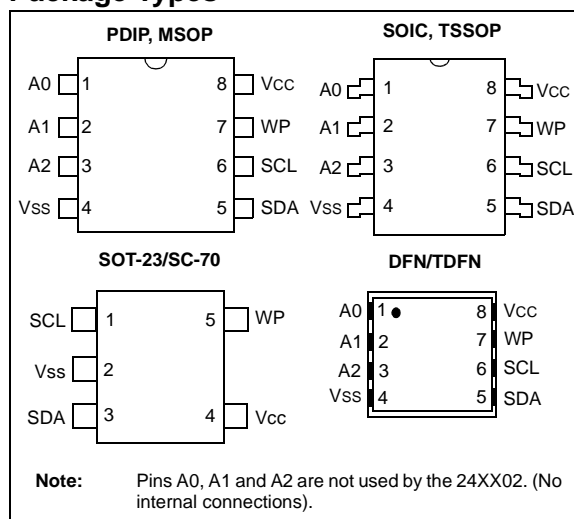 PDIP, MSOP
A0 1 8 VCC
A1 2 7 WP
A2 3 6 SCL
VSS 4 5 SDA
SOIC, TSSOP
A0 1 8 VCC
A1 2 7 WP
A2 3 6 SCL
VSS 4 5 SDA
SOT-23/SC-70
SCL 1 5 WP
Vss 2
SDA 3 4 Vcc
DFN/TDFN
A0 1 8 VCC
A1 2 7 WP
A2 3 6 SCL
VSS 4 5 SDA
Note: Pins A0, A1 and A2 are not used by the 24XX02. (No
internal connections).